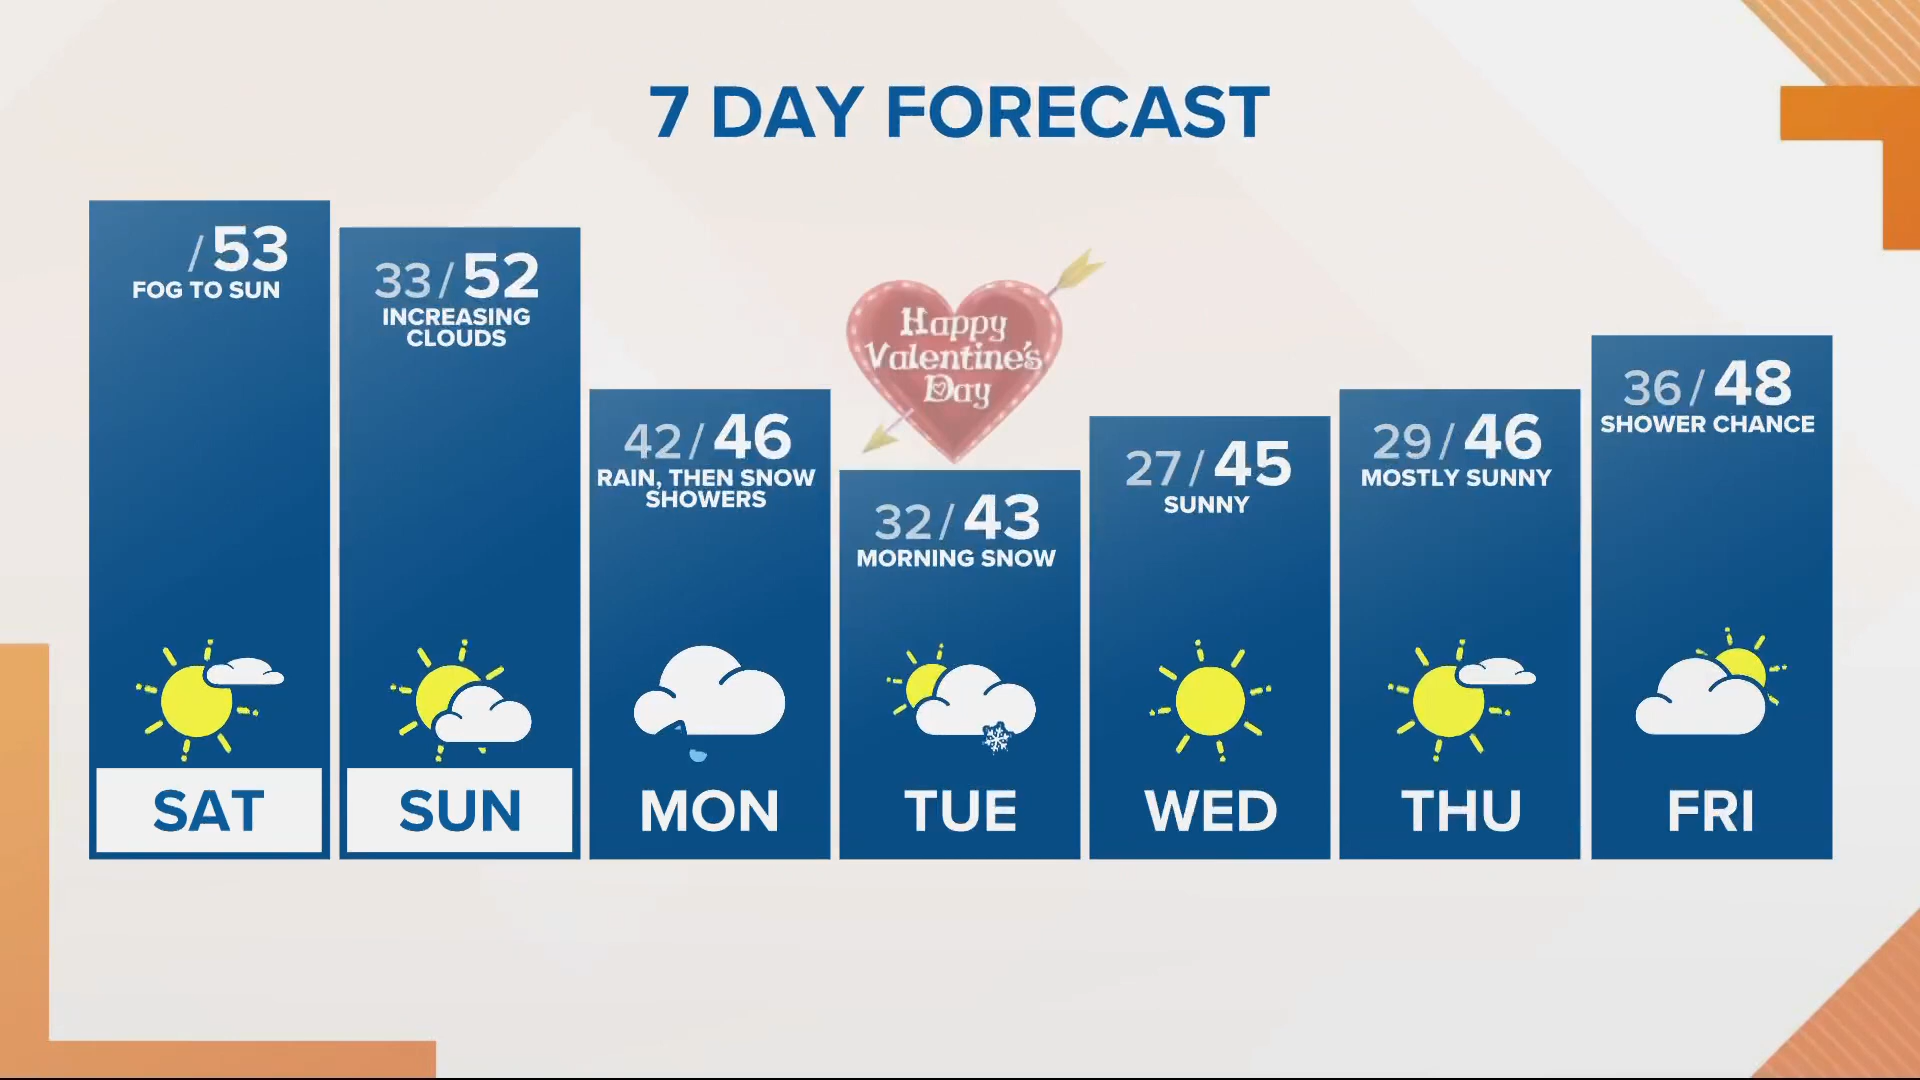 7 DAY FORECAST
/53
FOG TO SUN
SAT
33/52
INCREASING
CLOUDS
SUN
42/46
RAIN, THEN SNOW
SHOWERS
MON
Happy
Valentine's
Day
32/43
MORNING SNOW
TUE
27/45
SUNNY
WED
29/46
MOSTLY SUNNY
THU
36/48
SHOWER CHANCE
FRI